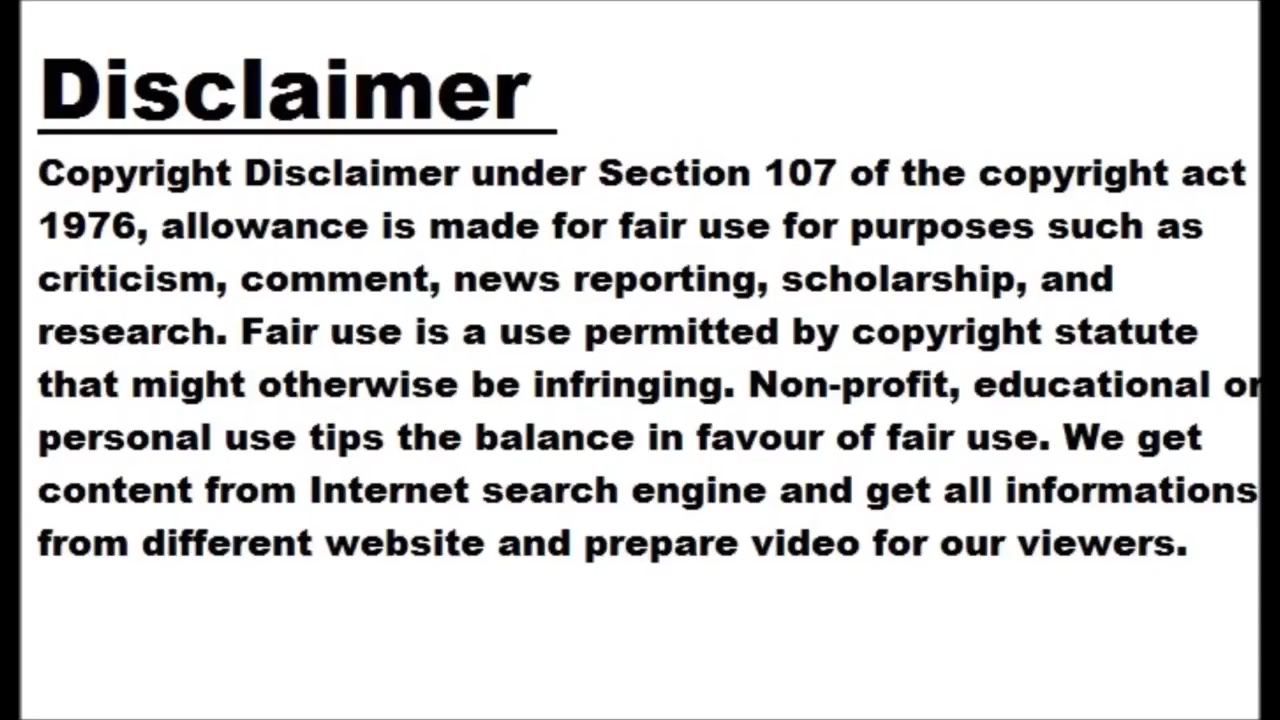 Disclaimer
Copyright Disclaimer under Section 107 of the copyright act
1976, allowance is made for fair use for purposes such as
criticism, comment, news reporting, scholarship, and
research. Fair use is a use permitted by copyright statute
that might otherwise be infringing. Non-profit, educational or
personal use tips the balance in favour of fair use. We get
content from Internet search engine and get all informations
from different website and prepare video for our viewers.